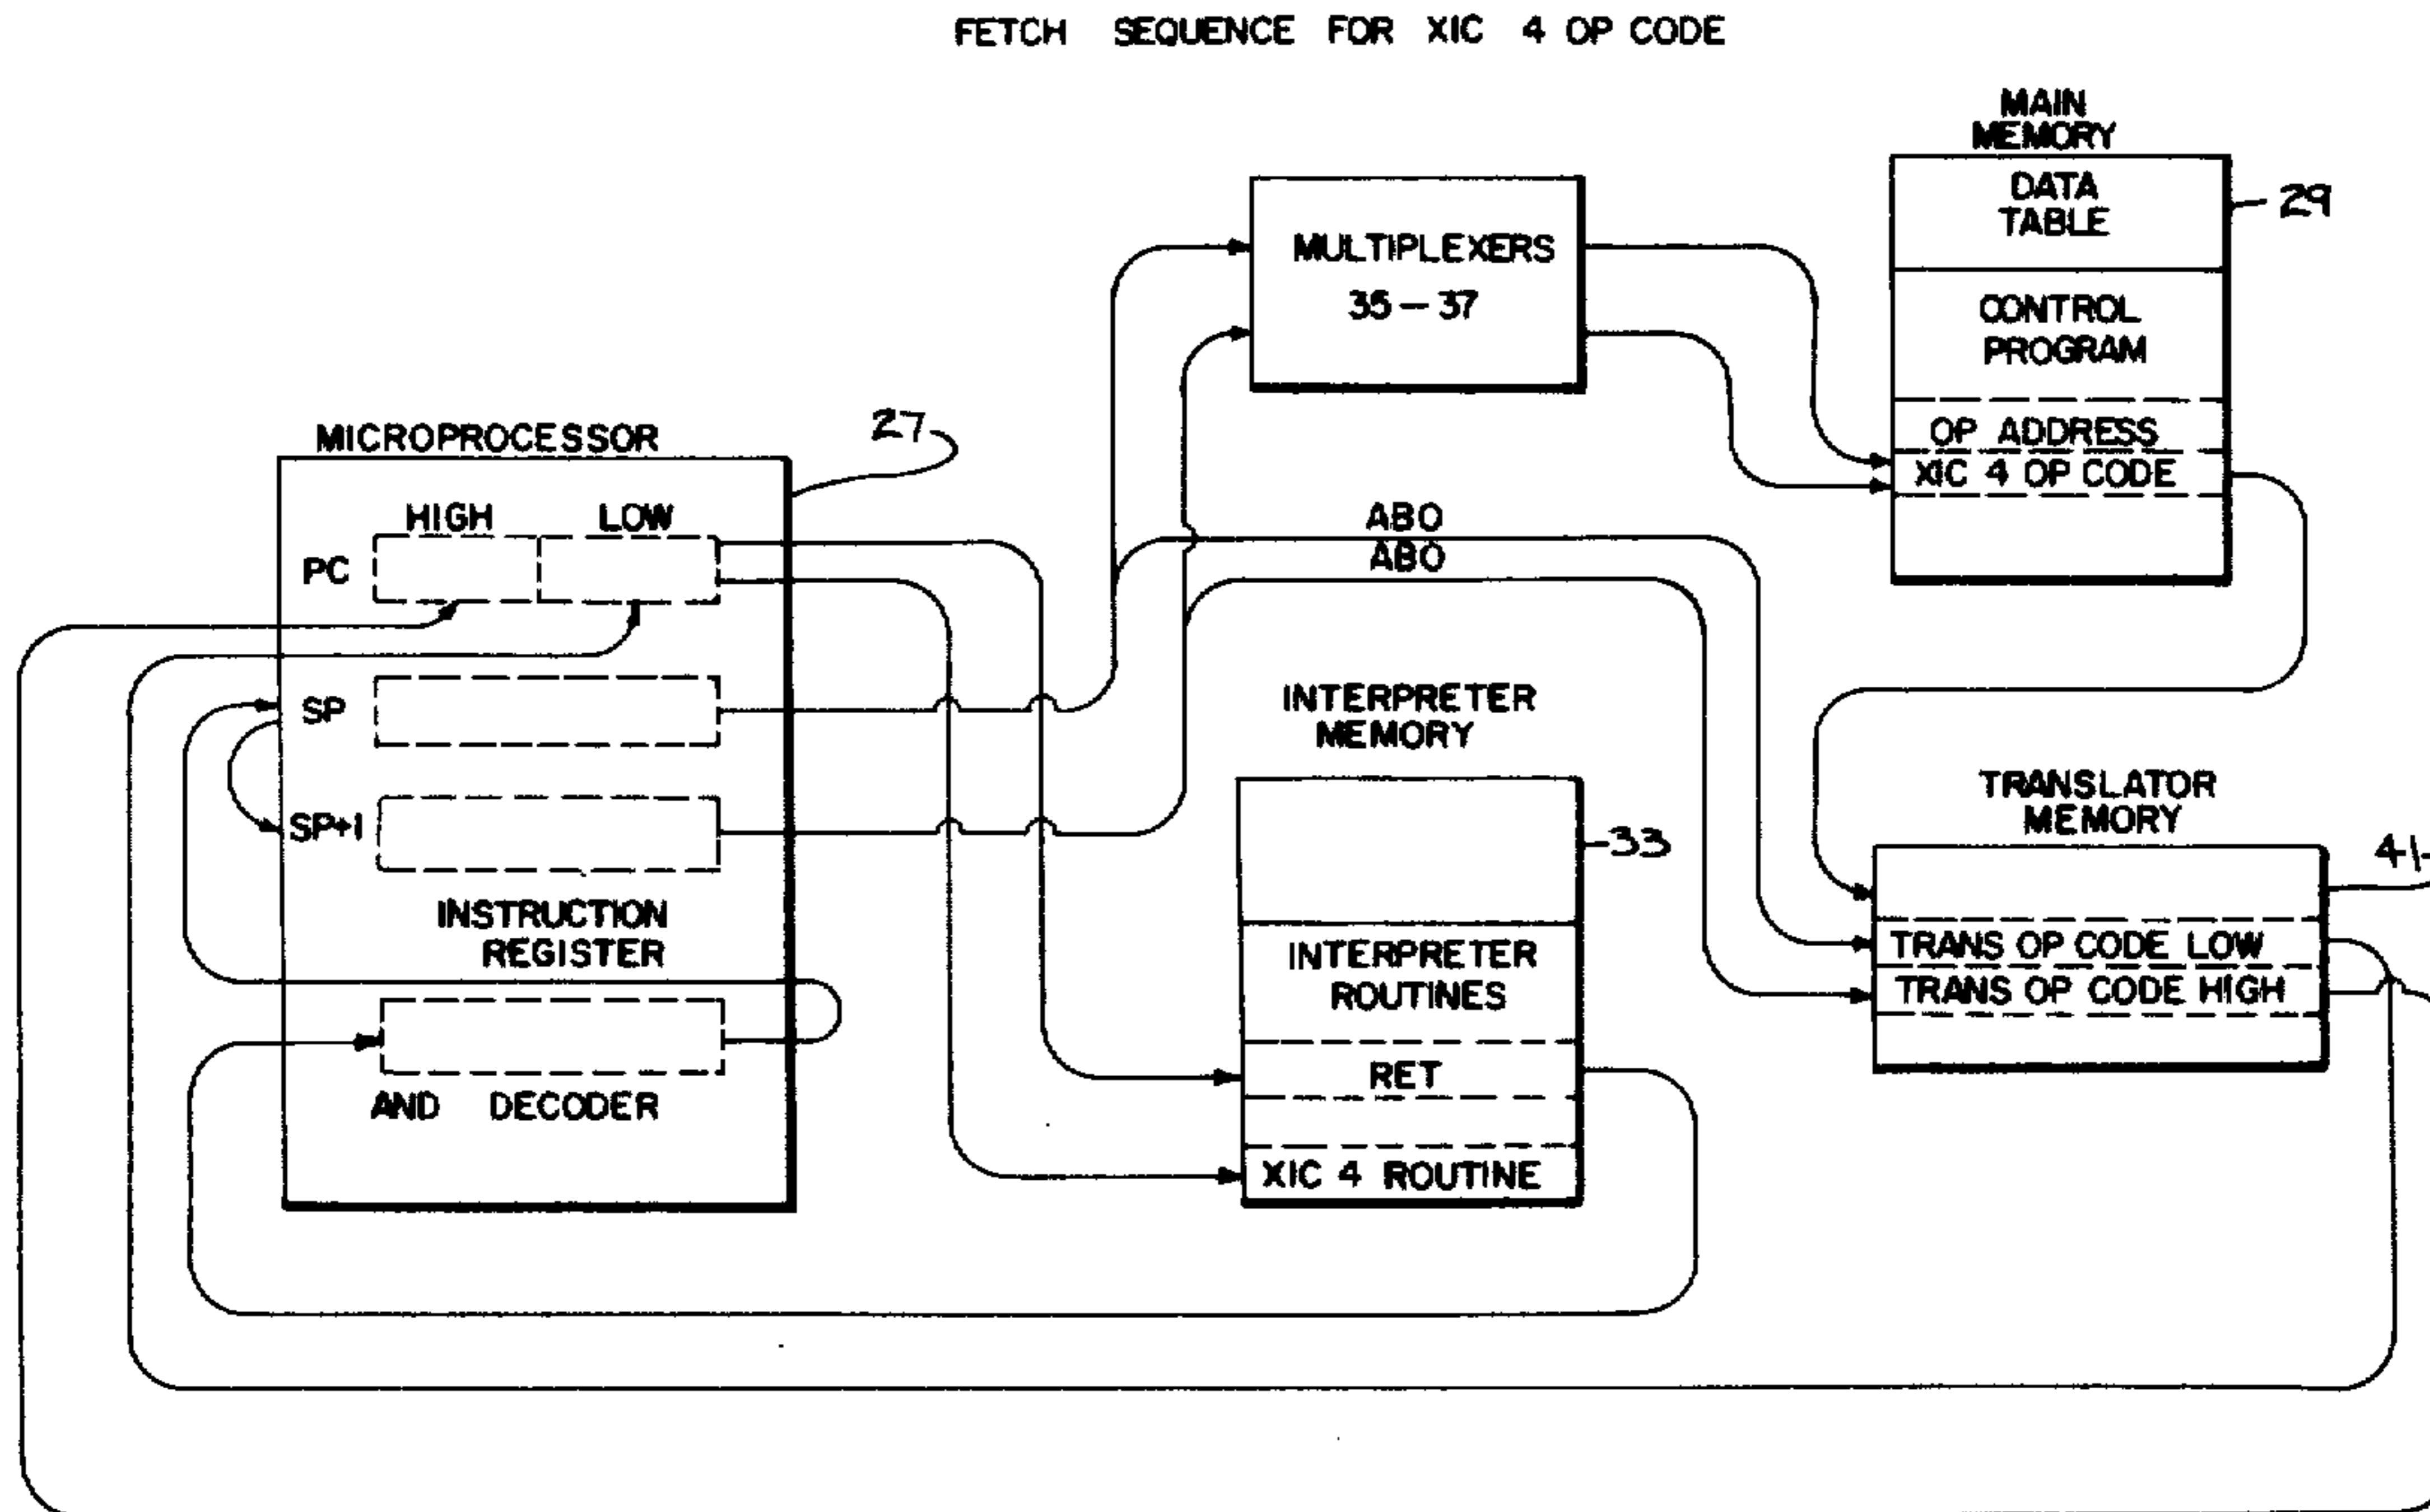 FETCH SEQUENCE FOR XIC 4 OP CODE
MAIN
MEMORY
DATA
TABLE
29
CONTROL
PROGRAM
OP ADDRESS
XIC 4 OP CODE
MULTIPLEXERS
35-37
MICROPROCESSOR
27
HIGH LOW
PC
SP
SP+1
INSTRUCTION
REGISTER
AND DECODER
ABO
ABO
INTERPRETER
MEMORY
33
INTERPRETER
ROUTINES
RET
XIC 4 ROUTINE
TRANSLATOR
MEMORY
41
TRANS OP CODE LOW
TRANS OP CODE HIGH